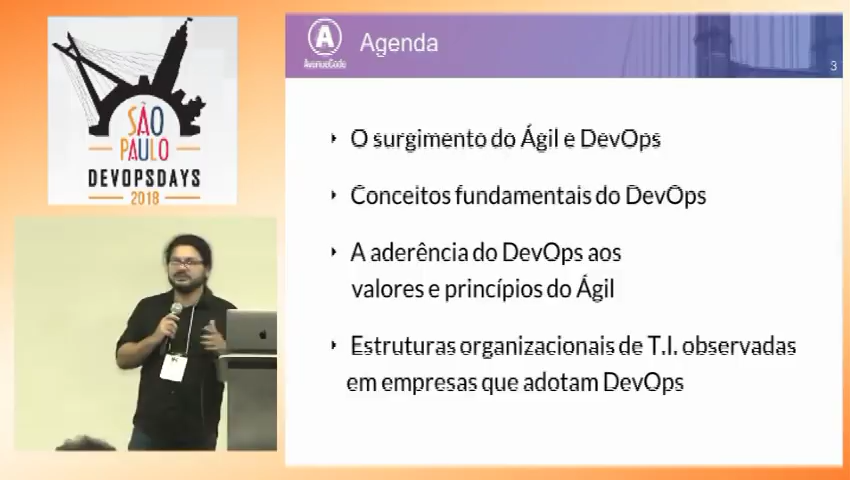 SÃO
PAULO
DEVOPSDAYS
2018
A
AvenueCode
Agenda
3
O surgimento do Ágil e DevOps
Conceitos fundamentais do DevOps
A aderência do DevOps aos
valores e princípios do Ágil
Estruturas organizacionais de T.I. observadas
em empresas que adotam DevOps